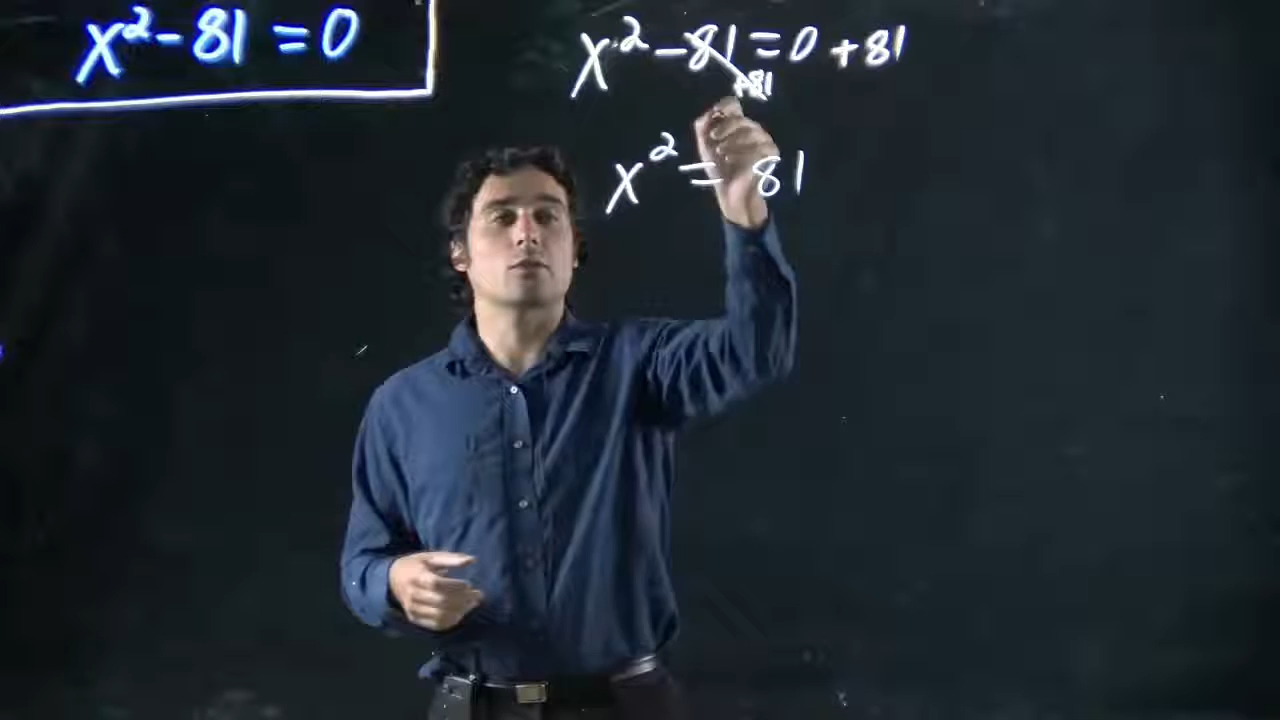 x² - 81 = 0
x² - 81 = 0 + 81
+81
x² = 81